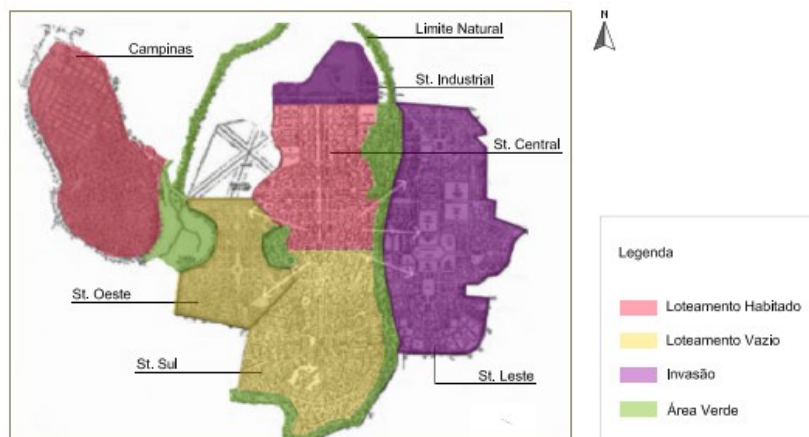 N
Campinas
Limite Natural
St. Industrial
St. Central
St. Oeste
St. Sul
St. Leste
Legenda
Loteamento Habitado
Loteamento Vazio
Invasão
Área Verde